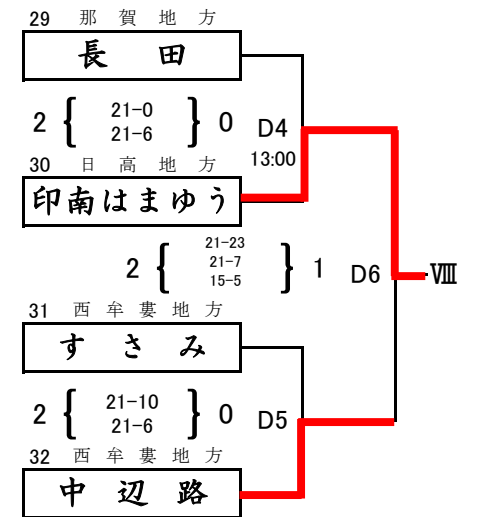 29 那賀地方
長田
2 { 21-0 } 0 D4
21-6
13:00
30 日高地方
印南はまゆう
21-23
2 { 21-7 } 1 D6 Ⅷ
15-5
31 西牟婁地方
すさみ
2 { 21-10 } 0 D5
21-6
32 西牟婁地方
中辺路